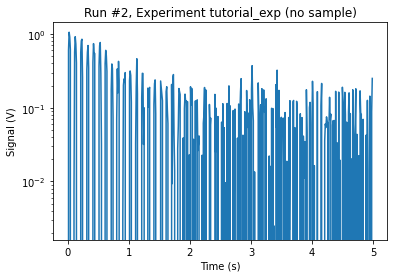 Run #2, Experiment tutorial_exp (no sample)
Signal (V)
10⁰
10⁻¹
10⁻²
0 1 2 3 4 5
Time (s)